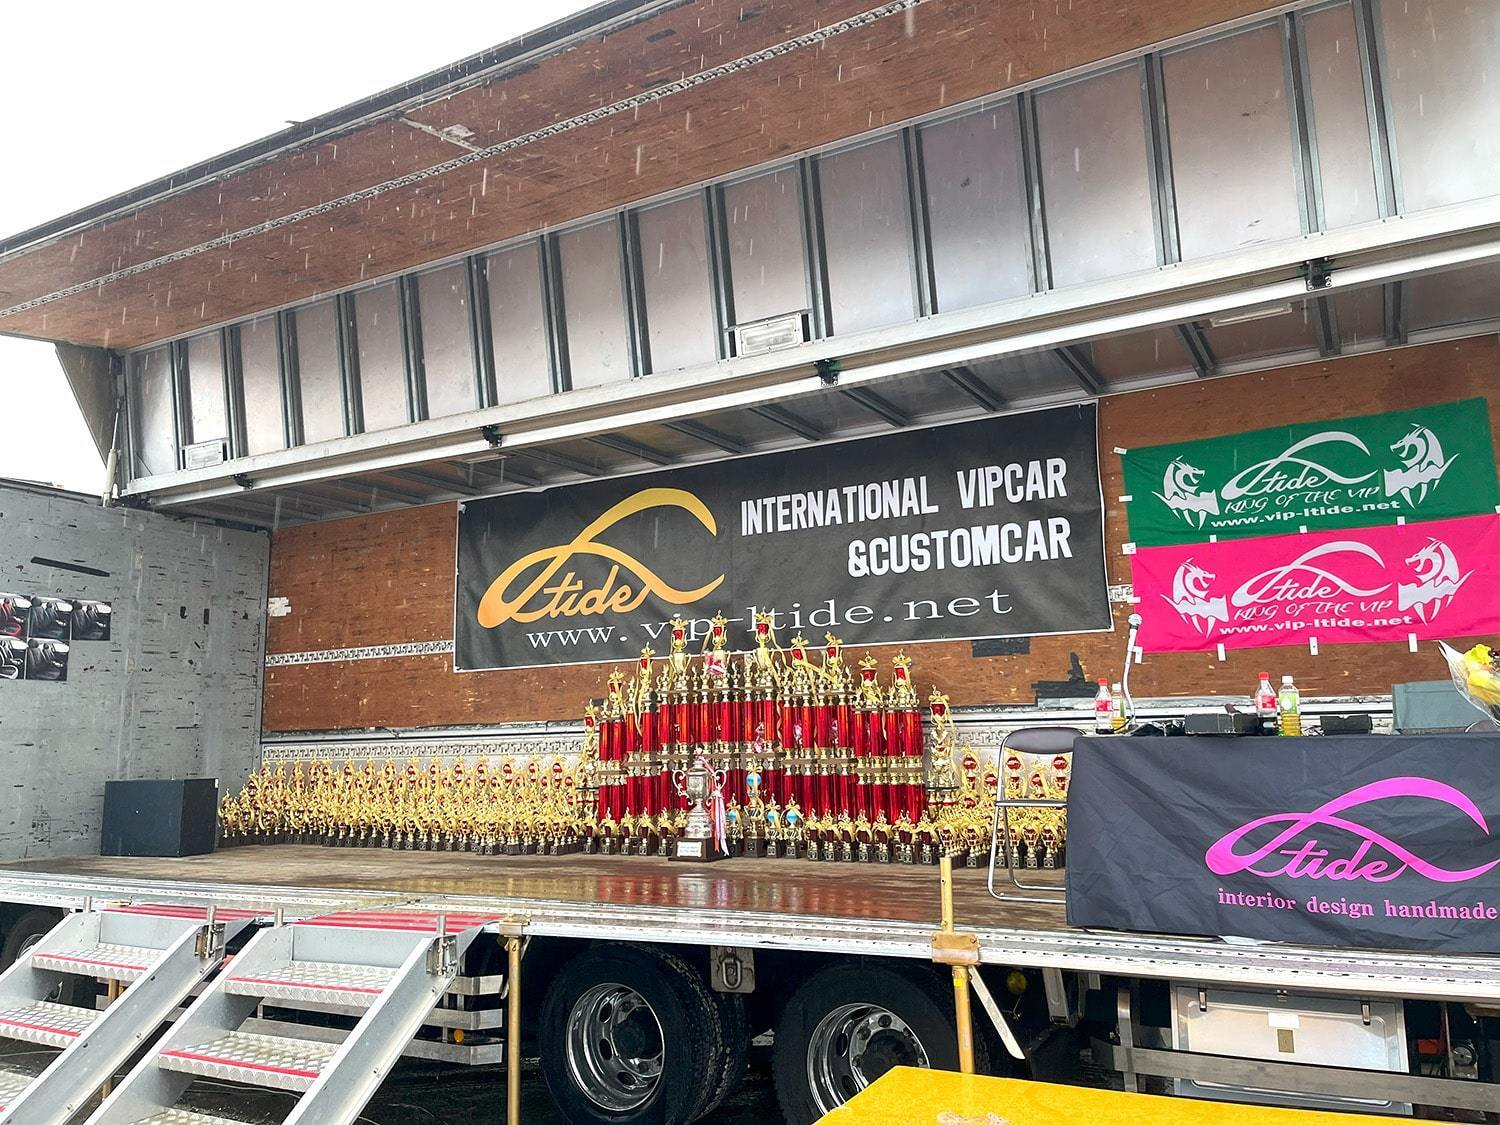 INTERNATIONAL VIPCAR
&CUSTOMCAR
Ltide
www.vip-ltide.net
Ltide
KING OF THE VIP
www.vip-ltide.net
Ltide
KING OF THE VIP
www.vip-ltide.net
Ltide
interior design handmade